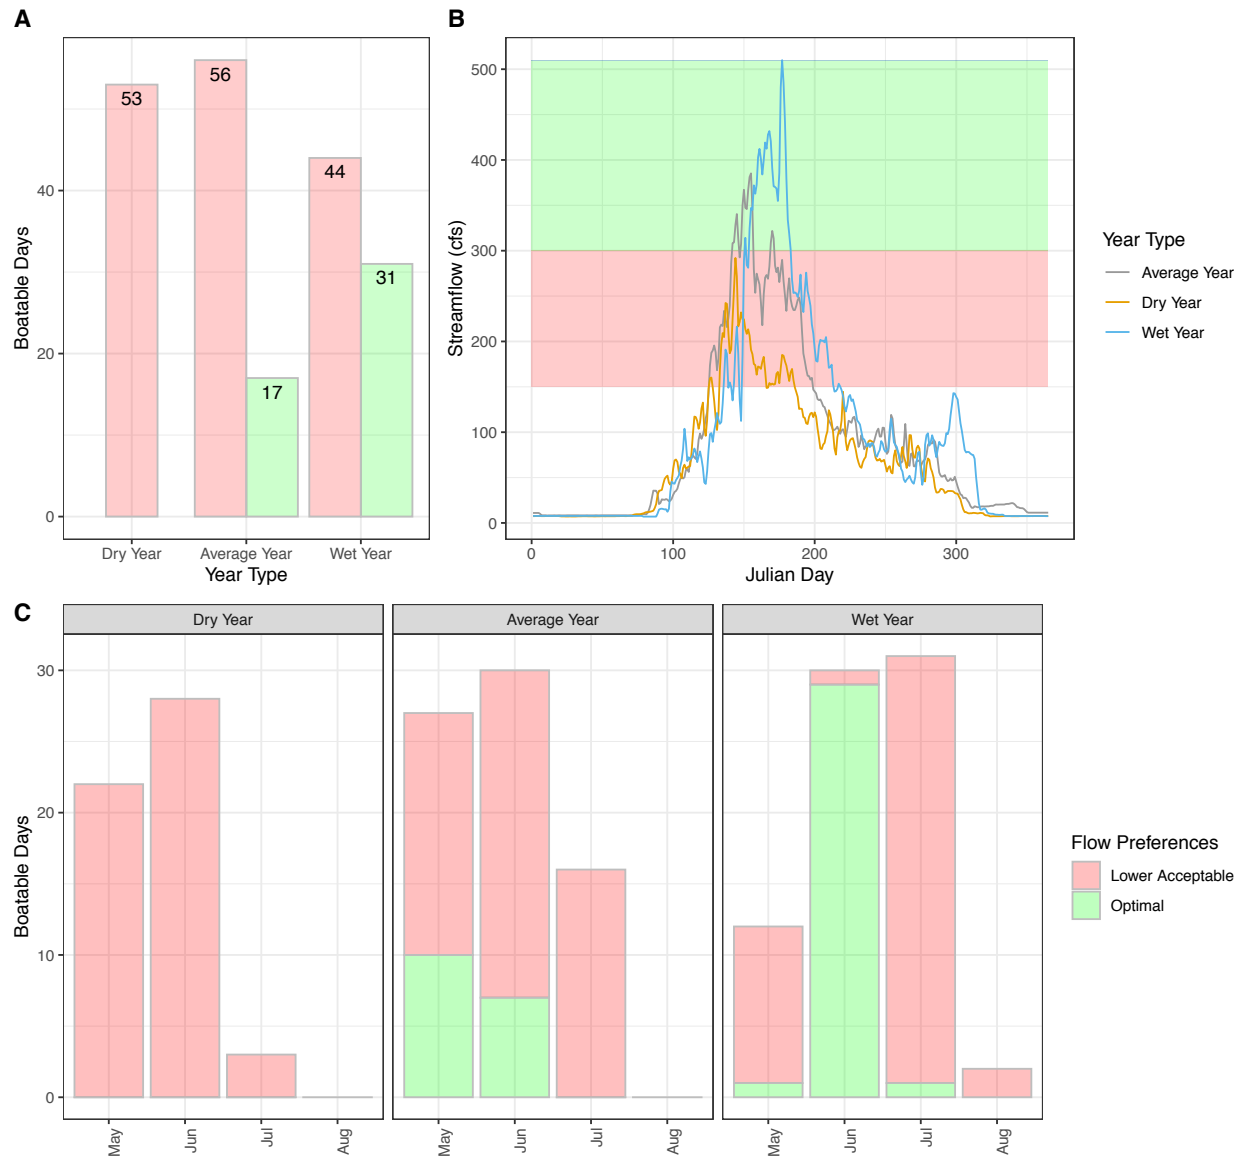 A
B
Boatable Days
0
20
40
53
56
17
44
31
Dry Year
Average Year
Wet Year
Year Type
Streamflow (cfs)
0
100
200
300
400
500
0
100
200
300
Julian Day
Year Type
Average Year
Dry Year
Wet Year
C
Dry Year
Average Year
Wet Year
Boatable Days
0
10
20
30
May
Jun
Jul
Aug
May
Jun
Jul
Aug
May
Jun
Jul
Aug
Flow Preferences
Lower Acceptable
Optimal